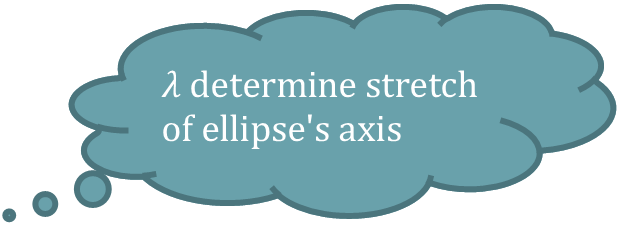 λ determine stretch
of ellipse's axis